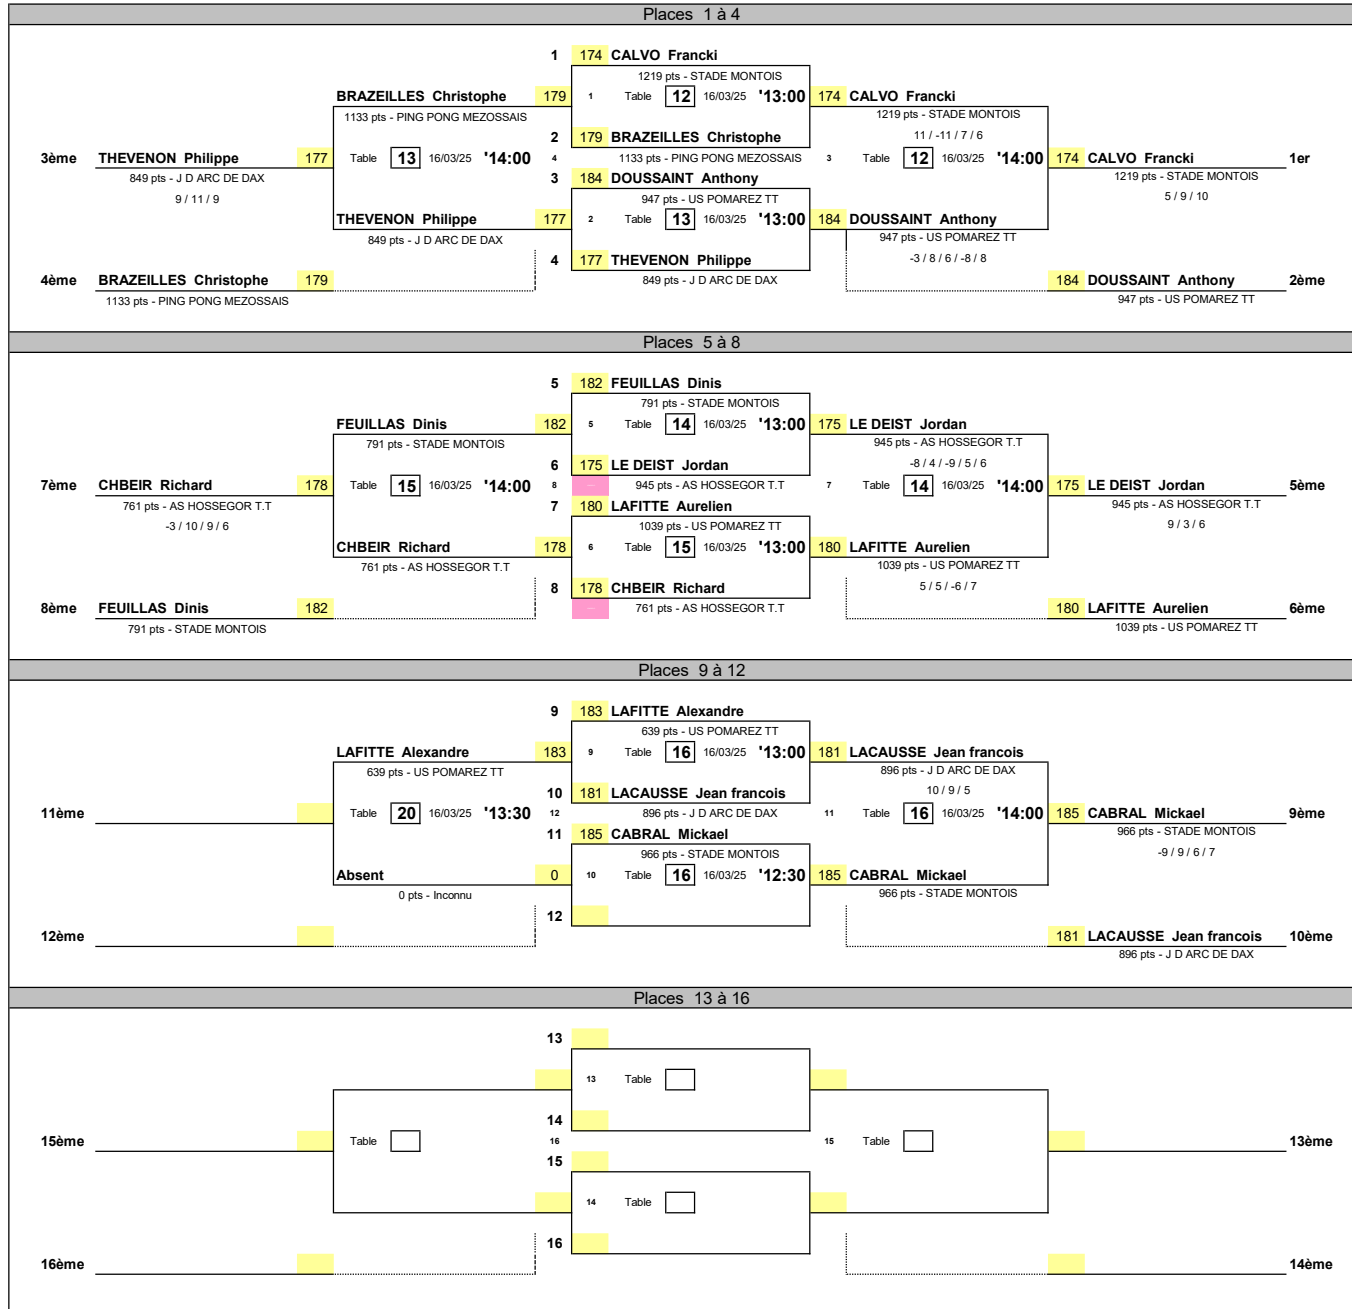 Places 1 à 4
1 174 CALVO Francki
1219 pts - STADE MONTOIS
BRAZEILLES Christophe 179 1 Table 12 16/03/25 '13:00 174 CALVO Francki
1133 pts - PING PONG MEZOSSAIS 1219 pts - STADE MONTOIS
2 179 BRAZEILLES Christophe 11 / -11 / 7 / 6
3ème THEVENON Philippe 177 Table 13 16/03/25 '14:00 4 1133 pts - PING PONG MEZOSSAIS 3 Table 12 16/03/25 '14:00 174 CALVO Francki 1er
849 pts - J D ARC DE DAX 3 184 DOUSSAINT Anthony 1219 pts - STADE MONTOIS
9 / 11 / 9 947 pts - US POMAREZ TT 5 / 9 / 10
THEVENON Philippe 177 2 Table 13 16/03/25 '13:00 184 DOUSSAINT Anthony
849 pts - J D ARC DE DAX 947 pts - US POMAREZ TT
4 177 THEVENON Philippe -3 / 8 / 6 / -8 / 8
4ème BRAZEILLES Christophe 179 849 pts - J D ARC DE DAX 184 DOUSSAINT Anthony 2ème
1133 pts - PING PONG MEZOSSAIS 947 pts - US POMAREZ TT
Places 5 à 8
5 182 FEUILLAS Dinis
791 pts - STADE MONTOIS
FEUILLAS Dinis 182 5 Table 14 16/03/25 '13:00 175 LE DEIST Jordan
791 pts - STADE MONTOIS 945 pts - AS HOSSEGOR T.T
6 175 LE DEIST Jordan -8 / 4 / -9 / 5 / 6
7ème CHBEIR Richard 178 Table 15 16/03/25 '14:00 8 945 pts - AS HOSSEGOR T.T 7 Table 14 16/03/25 '14:00 175 LE DEIST Jordan 5ème
761 pts - AS HOSSEGOR T.T 7 180 LAFITTE Aurelien 945 pts - AS HOSSEGOR T.T
-3 / 10 / 9 / 6 1039 pts - US POMAREZ TT 9 / 3 / 6
CHBEIR Richard 178 6 Table 15 16/03/25 '13:00 180 LAFITTE Aurelien
761 pts - AS HOSSEGOR T.T 1039 pts - US POMAREZ TT
8 178 CHBEIR Richard 5 / 5 / -6 / 7
8ème FEUILLAS Dinis 182 761 pts - AS HOSSEGOR T.T 180 LAFITTE Aurelien 6ème
791 pts - STADE MONTOIS 1039 pts - US POMAREZ TT
Places 9 à 12
9 183 LAFITTE Alexandre
639 pts - US POMAREZ TT
LAFITTE Alexandre 183 9 Table 16 16/03/25 '13:00 181 LACAUSSE Jean francois
639 pts - US POMAREZ TT 896 pts - J D ARC DE DAX
10 181 LACAUSSE Jean francois 10 / 9 / 5
11ème Table 20 16/03/25 '13:30 12 896 pts - J D ARC DE DAX 11 Table 16 16/03/25 '14:00 185 CABRAL Mickael 9ème
11 185 CABRAL Mickael 966 pts - STADE MONTOIS
966 pts - STADE MONTOIS -9 / 9 / 6 / 7
Absent 0 10 Table 16 16/03/25 '12:30 185 CABRAL Mickael
0 pts - Inconnu 966 pts - STADE MONTOIS
12
12ème 181 LACAUSSE Jean francois 10ème
896 pts - J D ARC DE DAX
Places 13 à 16
13
13 Table
14
15ème Table 16 15 Table 13ème
15
14 Table
16
16ème 14ème